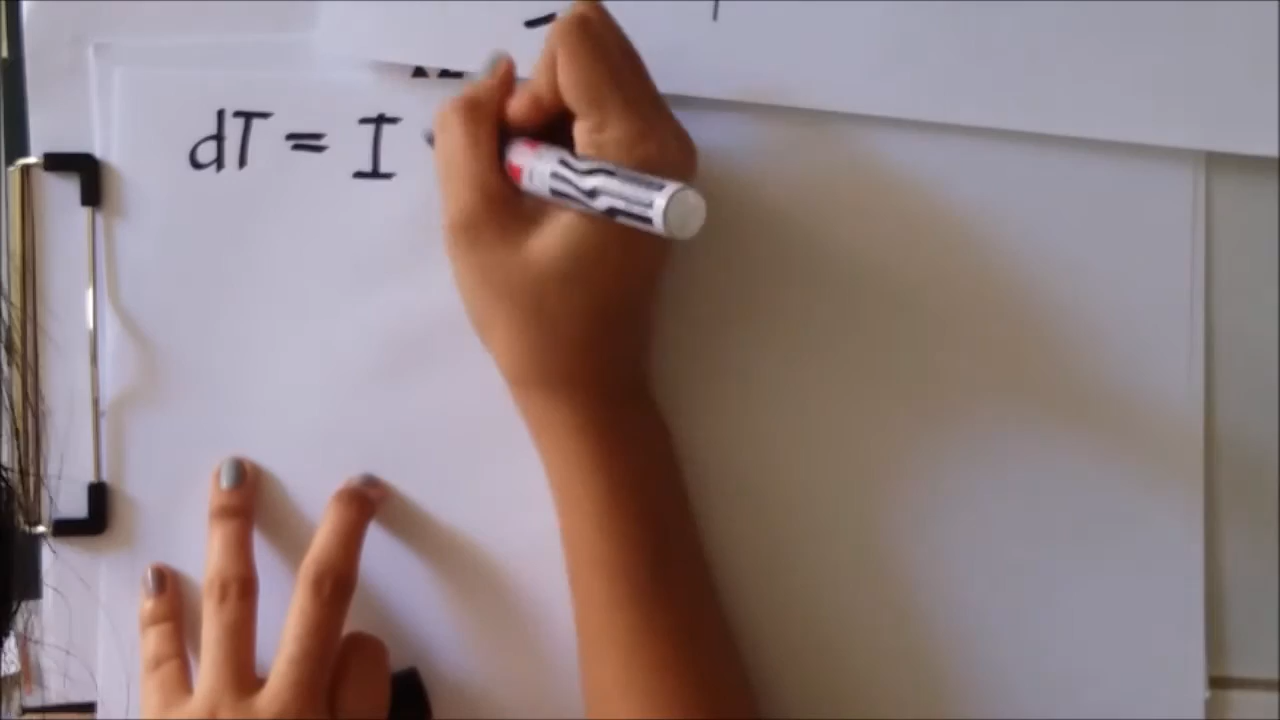 dT = I